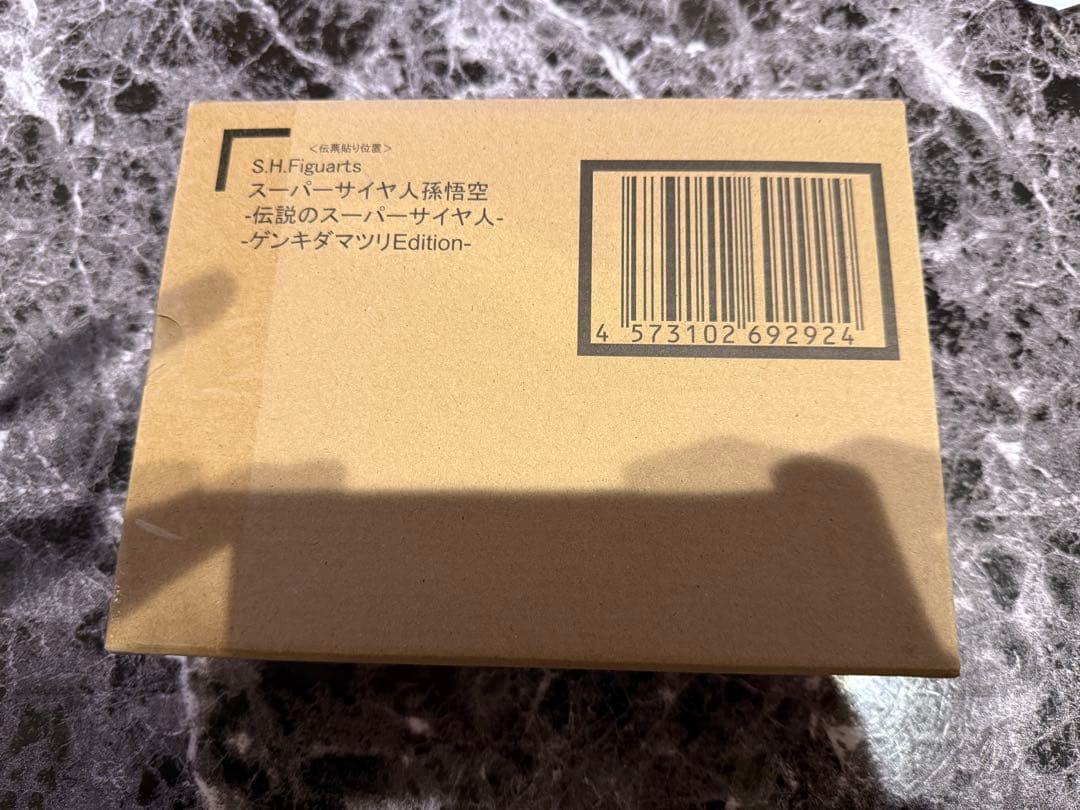 ＜伝票貼り位置＞
S.H.Figuarts
スーパーサイヤ人孫悟空
-伝説のスーパーサイヤ人-
-ゲンキダマツリEdition-
4 573102 692924